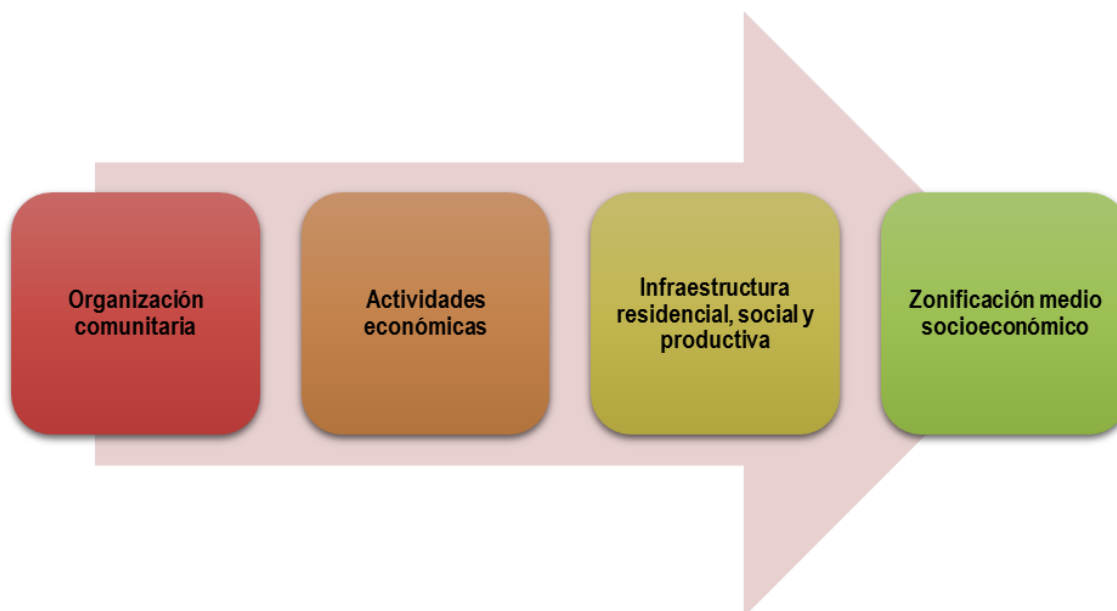 Organización
comunitaria
Actividades
económicas
Infraestructura
residencial, social y
productiva
Zonificación medio
socioeconómico